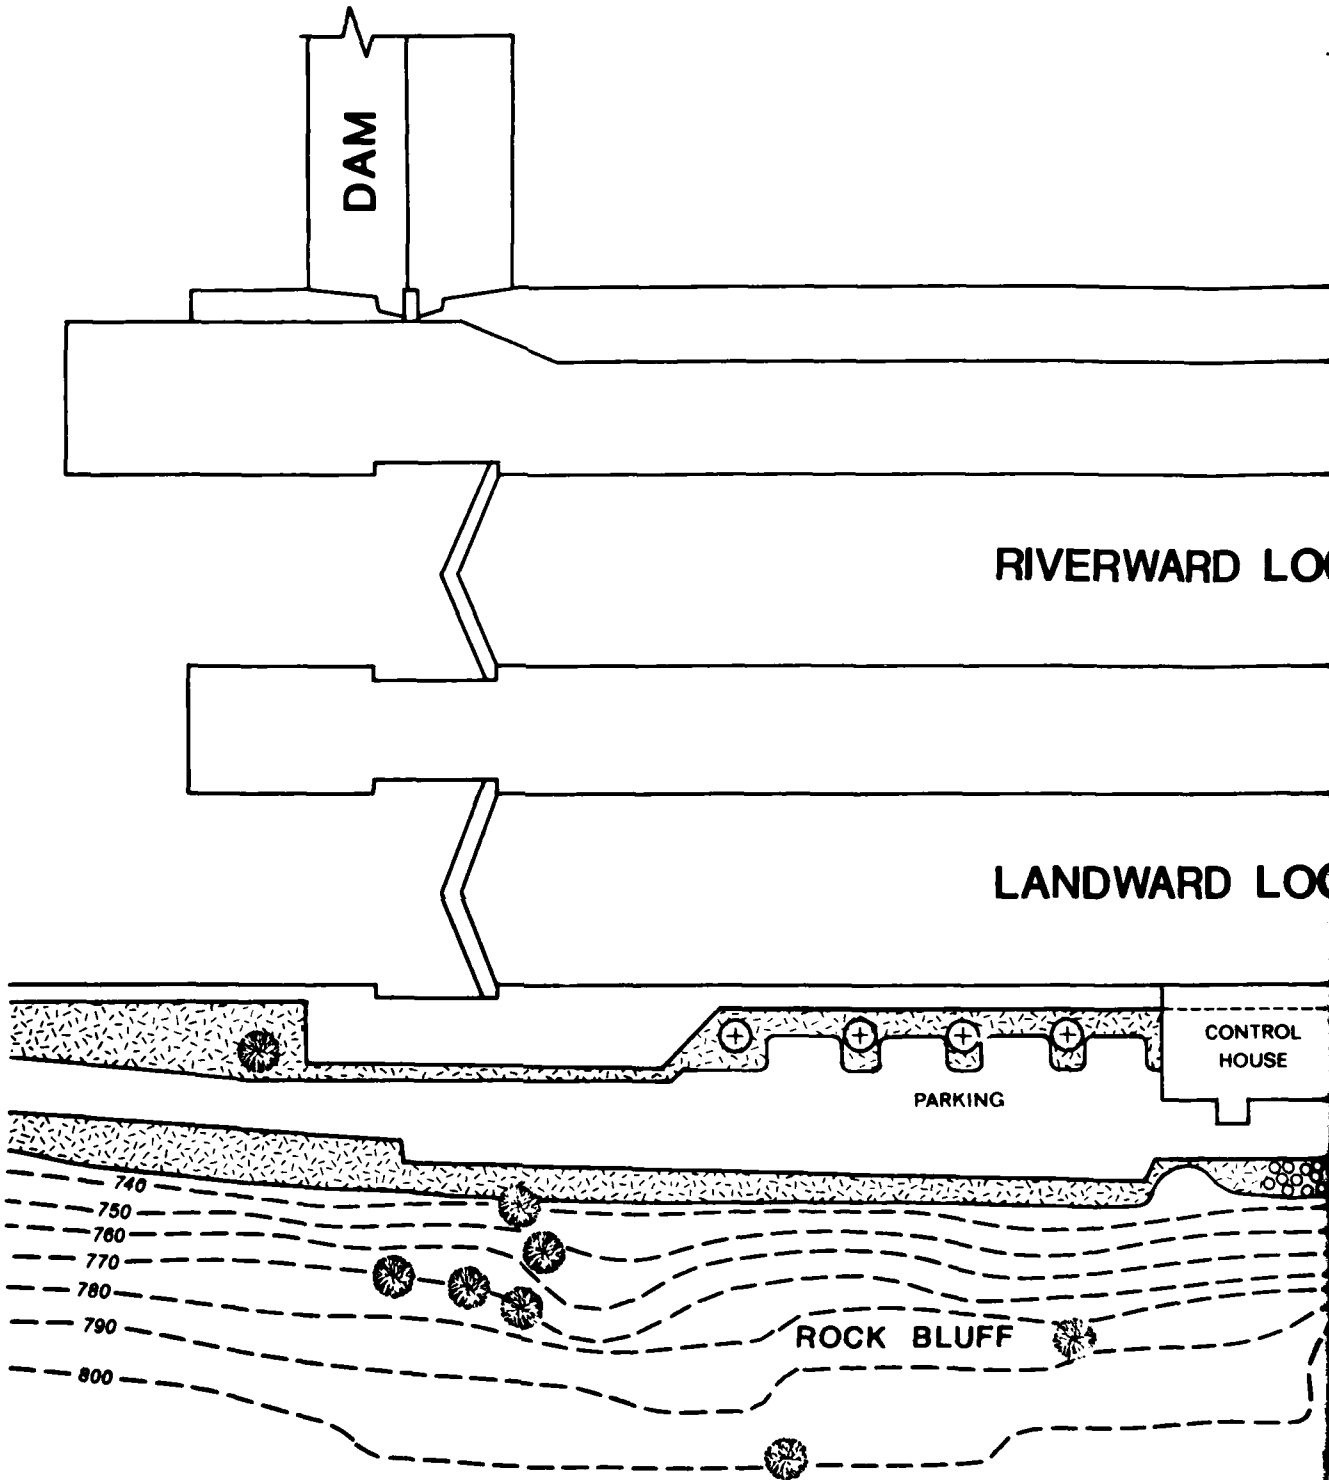 DAM
RIVERWARD LO
LANDWARD LO
CONTROL
HOUSE
PARKING
740
750
760
770
780
790
800
ROCK BLUFF